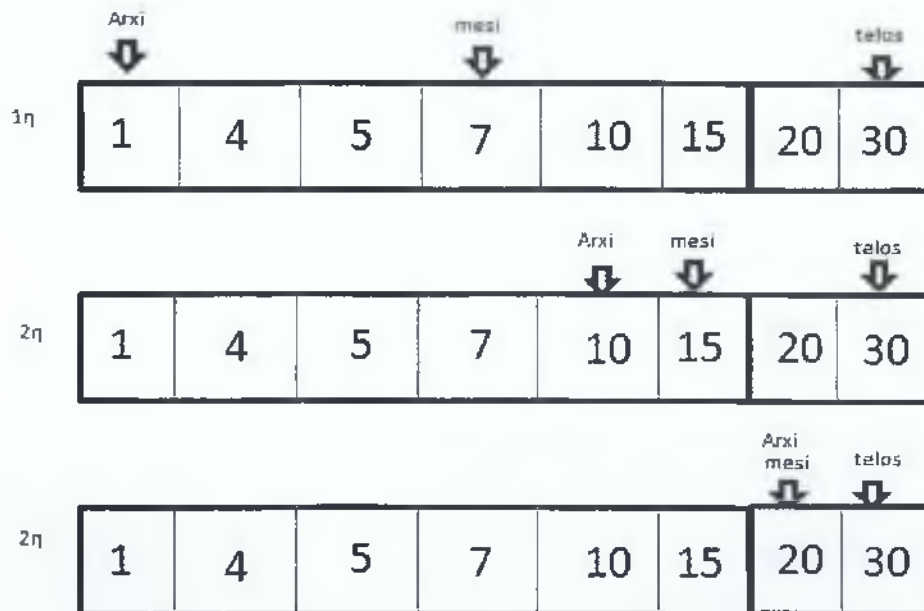 Arxi mesi telos
1η 1 4 5 7 10 15 20 30
Arxi mesi telos
2η 1 4 5 7 10 15 20 30
Arxi
mesi telos
2η 1 4 5 7 10 15 20 30